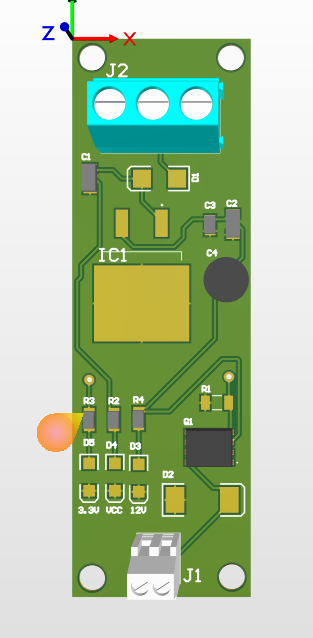 Z X
J2
C1
D1
C3 C2
IC1
C4
R1
R3 R2 R4
Q1
D5 D4 D3
D2
3.3V VCC 12V
J1